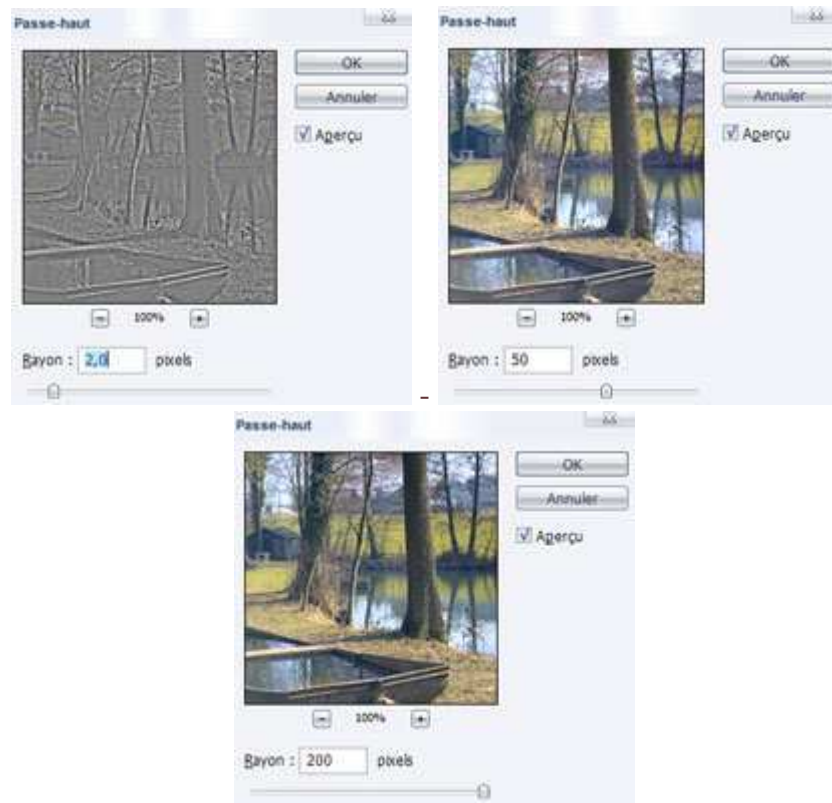 Passe-haut
OK
Annuler
Aperçu
100%
Rayon : 2,0 pixels
-
Passe-haut
OK
Annuler
Aperçu
100%
Rayon : 50 pixels
Passe-haut
OK
Annuler
Aperçu
100%
Rayon : 200 pixels